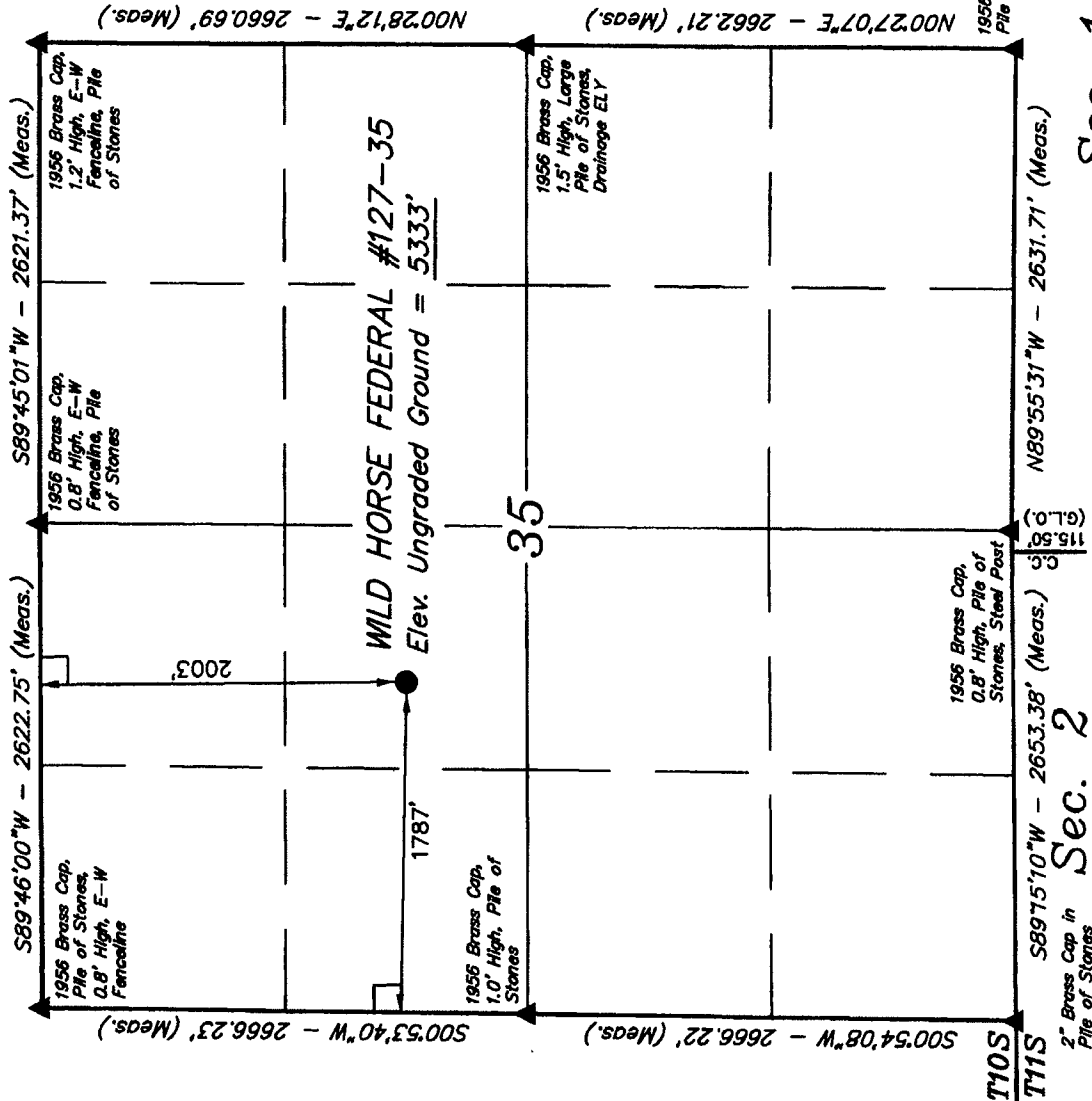 S89°46'00"W - 2622.75' (Meas.)
S89°45'01"W - 2621.37' (Meas.)
1956 Brass Cap,
Pile of Stones,
0.8' High, E-W
Fenceline
1956 Brass Cap,
0.8' High, E-W
Fenceline, Pile
of Stones
1956 Brass Cap,
1.2' High, E-W
Fenceline, Pile
of Stones
S00°53'40"W - 2666.23' (Meas.)
N00°28'12"E - 2660.69' (Meas.)
2003'
1787'
WILD HORSE FEDERAL #127-35
Elev. Ungraded Ground = 5333'
1956 Brass Cap,
1.0' High, Pile of
Stones
35
1956 Brass Cap,
1.5' High, Large
Pile of Stones,
Drainage ELY
S00°54'08"W - 2666.22' (Meas.)
N00°27'07"E - 2662.21' (Meas.)
1956 Brass Cap,
0.8' High, Pile of
Stones, Steel Post
Pile
T10S
T11S
S89°15'10"W - 2653.38' (Meas.)
C.C.
115.50'
(G.L.O.)
N89°55'31"W - 2631.71' (Meas.)
2" Brass Cap in
Pile of Stones
Sec. 2